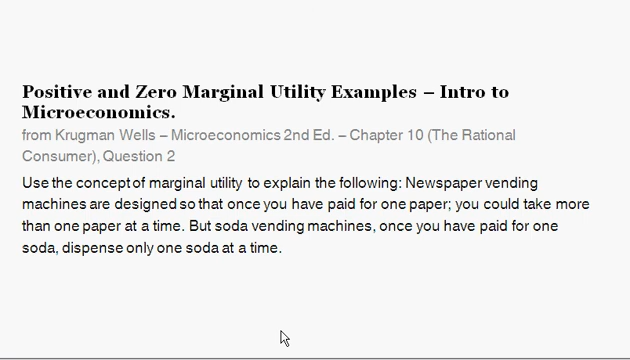 Positive and Zero Marginal Utility Examples – Intro to
Microeconomics.
from Krugman Wells – Microeconomics 2nd Ed. – Chapter 10 (The Rational
Consumer), Question 2
Use the concept of marginal utility to explain the following: Newspaper vending
machines are designed so that once you have paid for one paper; you could take more
than one paper at a time. But soda vending machines, once you have paid for one
soda, dispense only one soda at a time.